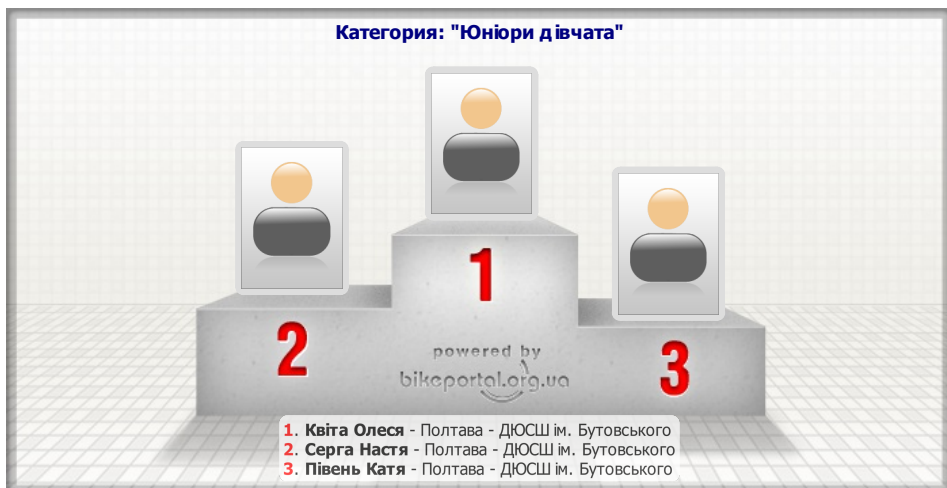 Категория: "Юніори дівчата"
1
2
3
powered by
bikeportal.org.ua
1. Квіта Олеся - Полтава - ДЮСШ ім. Бутовського
2. Серга Настя - Полтава - ДЮСШ ім. Бутовського
3. Півень Катя - Полтава - ДЮСШ ім. Бутовського